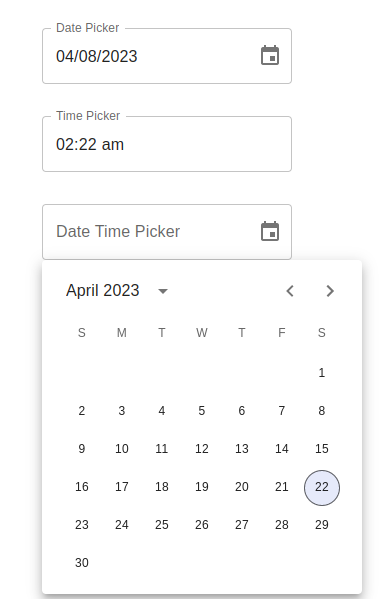 Date Picker
04/08/2023
Time Picker
02:22 am
Date Time Picker
April 2023
S M T W T F S
1
2 3 4 5 6 7 8
9 10 11 12 13 14 15
16 17 18 19 20 21 22
23 24 25 26 27 28 29
30